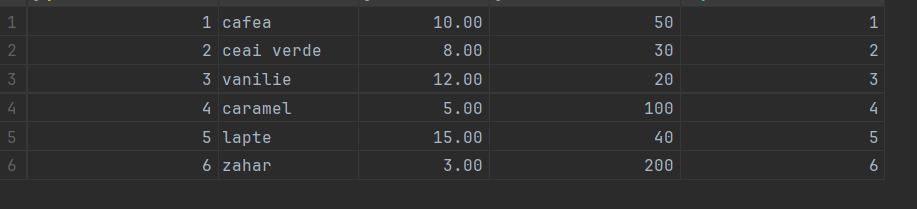 1 1 cafea 10.00 50 1
2 2 ceai verde 8.00 30 2
3 3 vanilie 12.00 20 3
4 4 caramel 5.00 100 4
5 5 lapte 15.00 40 5
6 6 zahar 3.00 200 6